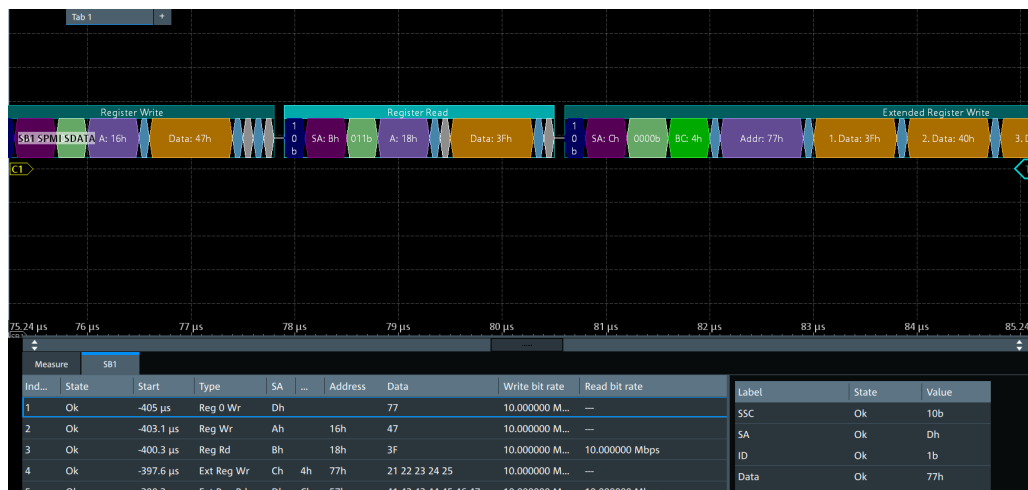 Tab 1 +
Register Write Register Read Extended Register Write
SB1 SPMI SDATA A: 16h Data: 47h 1 0 b SA: Bh 011b A: 18h Data: 3Fh 1 0 b SA: Ch 0000b BC: 4h Addr: 77h 1. Data: 3Fh 2. Data: 40h 3. D
C1
75.24 µs 76 µs 77 µs 78 µs 79 µs 80 µs 81 µs 82 µs 83 µs 84 µs 85.24
Measure SB1
Ind... State Start Type SA ... Address Data Write bit rate Read bit rate
1 Ok -405 µs Reg 0 Wr Dh 77 10.000000 M... ---
2 Ok -403.1 µs Reg Wr Ah 16h 47 10.000000 M... ---
3 Ok -400.3 µs Reg Rd Bh 18h 3F 10.000000 M... 10.000000 Mbps
4 Ok -397.6 µs Ext Reg Wr Ch 4h 77h 21 22 23 24 25 10.000000 M... ---
Label State Value
SSC Ok 10b
SA Ok Dh
ID Ok 1b
Data Ok 77h